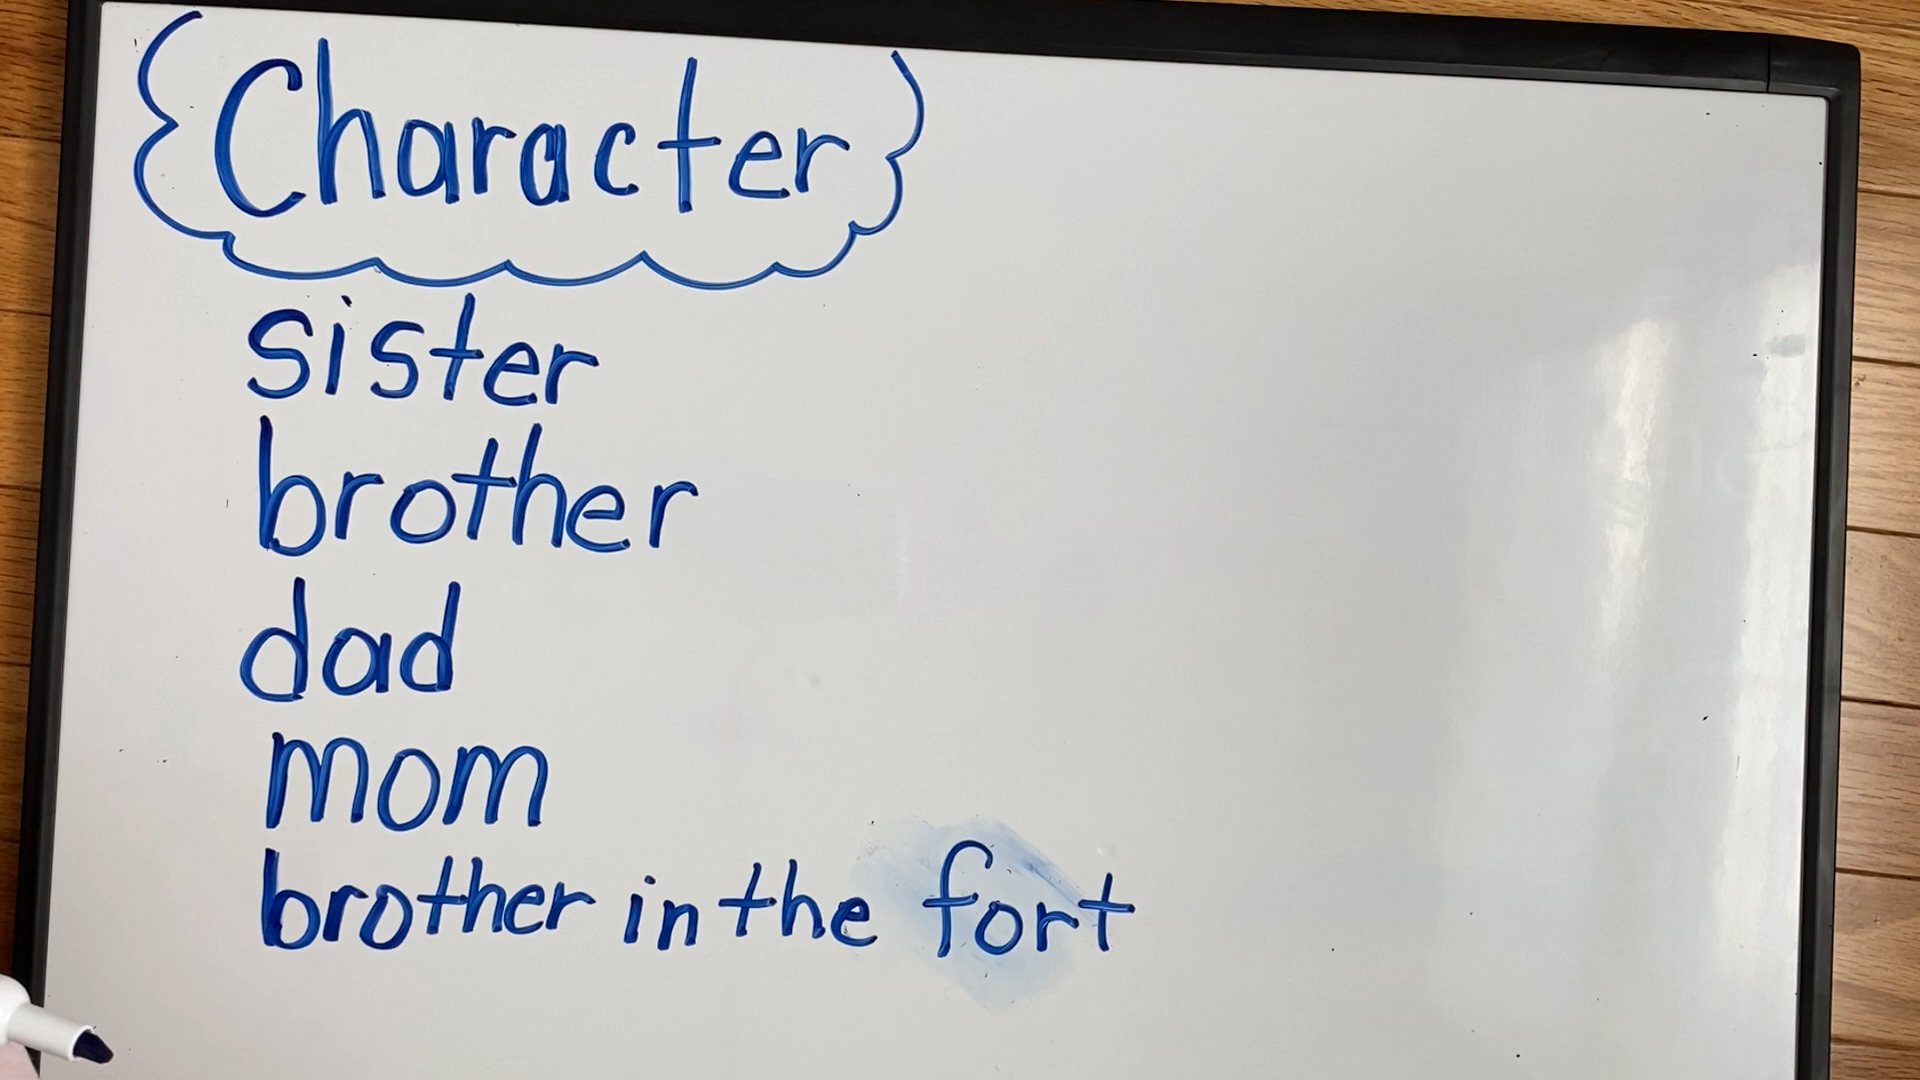 Character
sister
brother
dad
mom
brother in the fort